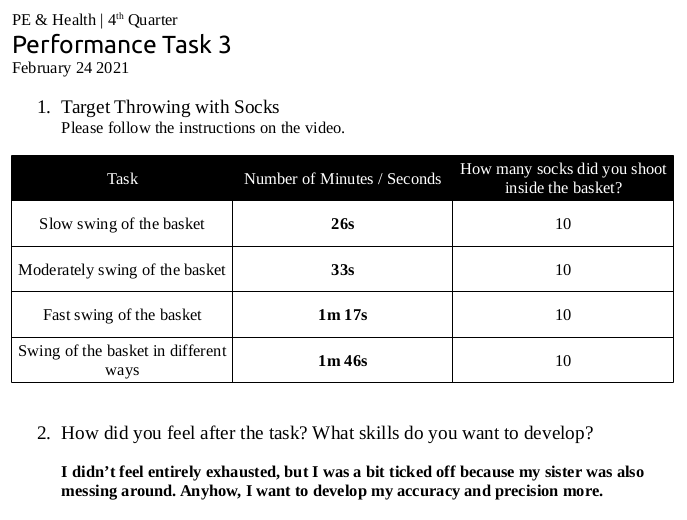 PE & Health | 4th Quarter
Performance Task 3
February 24 2021
1. Target Throwing with Socks
Please follow the instructions on the video.
Task
Number of Minutes / Seconds
How many socks did you shoot
inside the basket?
Slow swing of the basket
26s
10
Moderately swing of the basket
33s
10
Fast swing of the basket
1m 17s
10
Swing of the basket in different
ways
1m 46s
10
2. How did you feel after the task? What skills do you want to develop?
I didn’t feel entirely exhausted, but I was a bit ticked off because my sister was also
messing around. Anyhow, I want to develop my accuracy and precision more.